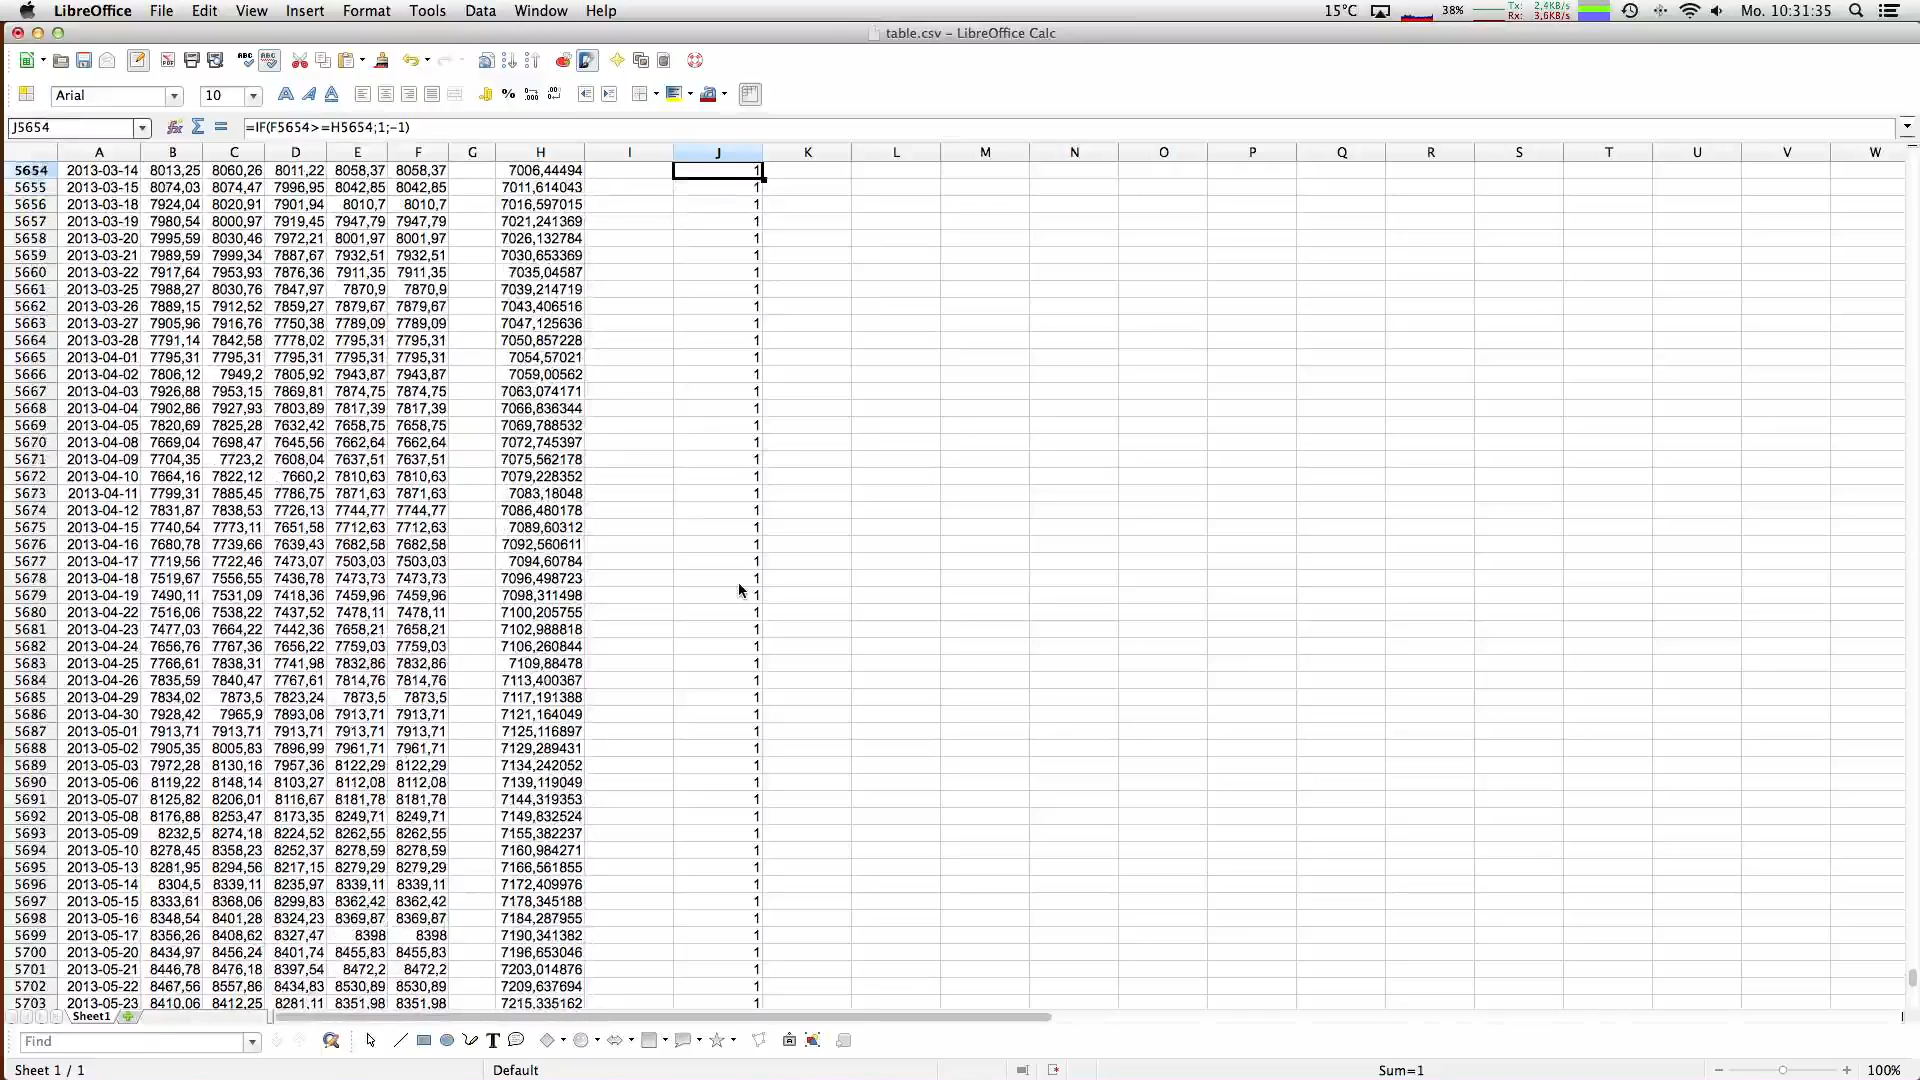 LibreOffice File Edit View Insert Format Tools Data Window Help 15°C 38% Tx: 2,4KB/s Rx: 3,6KB/s Mo. 10:31:35
table.csv – LibreOffice Calc
Arial 10
J5654 =IF(F5654>=H5654;1;−1)
A B C D E F G H I J K L M N O P Q R S T U V W
5654 2013-03-14 8013,25 8060,26 8011,22 8058,37 8058,37 7006,44494 1
5655 2013-03-15 8074,03 8074,47 7996,95 8042,85 8042,85 7011,614043 1
5656 2013-03-18 7924,04 8020,91 7901,94 8010,7 8010,7 7016,597015 1
5657 2013-03-19 7980,54 8000,97 7919,45 7947,79 7947,79 7021,241369 1
5658 2013-03-20 7995,59 8030,46 7972,21 8001,97 8001,97 7026,132784 1
5659 2013-03-21 7989,59 7999,34 7887,67 7932,51 7932,51 7030,653369 1
5660 2013-03-22 7917,64 7953,93 7876,36 7911,35 7911,35 7035,04587 1
5661 2013-03-25 7988,27 8030,76 7847,97 7870,9 7870,9 7039,214719 1
5662 2013-03-26 7889,15 7912,52 7859,27 7879,67 7879,67 7043,406516 1
5663 2013-03-27 7905,96 7916,76 7750,38 7789,09 7789,09 7047,125636 1
5664 2013-03-28 7791,14 7842,58 7778,02 7795,31 7795,31 7050,857228 1
5665 2013-04-01 7795,31 7795,31 7795,31 7795,31 7795,31 7054,57021 1
5666 2013-04-02 7806,12 7949,2 7805,92 7943,87 7943,87 7059,00562 1
5667 2013-04-03 7926,88 7953,15 7869,81 7874,75 7874,75 7063,074171 1
5668 2013-04-04 7902,86 7927,93 7803,89 7817,39 7817,39 7066,836344 1
5669 2013-04-05 7820,69 7825,28 7632,42 7658,75 7658,75 7069,788532 1
5670 2013-04-08 7669,04 7698,47 7645,56 7662,64 7662,64 7072,745397 1
5671 2013-04-09 7704,35 7723,2 7608,04 7637,51 7637,51 7075,562178 1
5672 2013-04-10 7664,16 7822,12 7660,2 7810,63 7810,63 7079,228352 1
5673 2013-04-11 7799,31 7885,45 7786,75 7871,63 7871,63 7083,18048 1
5674 2013-04-12 7831,87 7838,53 7726,13 7744,77 7744,77 7086,480178 1
5675 2013-04-15 7740,54 7773,11 7651,58 7712,63 7712,63 7089,60312 1
5676 2013-04-16 7680,78 7739,66 7639,43 7682,58 7682,58 7092,560611 1
5677 2013-04-17 7719,56 7722,46 7473,07 7503,03 7503,03 7094,60784 1
5678 2013-04-18 7519,67 7556,55 7436,78 7473,73 7473,73 7096,498723 1
5679 2013-04-19 7490,11 7531,09 7418,36 7459,96 7459,96 7098,311498 1
5680 2013-04-22 7516,06 7538,22 7437,52 7478,11 7478,11 7100,205755 1
5681 2013-04-23 7477,03 7664,22 7442,36 7658,21 7658,21 7102,988818 1
5682 2013-04-24 7656,76 7767,36 7656,22 7759,03 7759,03 7106,260844 1
5683 2013-04-25 7766,61 7838,31 7741,98 7832,86 7832,86 7109,88478 1
5684 2013-04-26 7835,59 7840,47 7767,61 7814,76 7814,76 7113,400367 1
5685 2013-04-29 7834,02 7873,5 7823,24 7873,5 7873,5 7117,191388 1
5686 2013-04-30 7928,42 7965,9 7893,08 7913,71 7913,71 7121,164049 1
5687 2013-05-01 7913,71 7913,71 7913,71 7913,71 7913,71 7125,116897 1
5688 2013-05-02 7905,35 8005,83 7896,99 7961,71 7961,71 7129,289431 1
5689 2013-05-03 7972,28 8130,16 7957,36 8122,29 8122,29 7134,242052 1
5690 2013-05-06 8119,22 8148,14 8103,27 8112,08 8112,08 7139,119049 1
5691 2013-05-07 8125,82 8206,01 8116,67 8181,78 8181,78 7144,319353 1
5692 2013-05-08 8176,88 8253,47 8173,35 8249,71 8249,71 7149,832524 1
5693 2013-05-09 8232,5 8274,18 8224,52 8262,55 8262,55 7155,382237 1
5694 2013-05-10 8278,45 8358,23 8252,37 8278,59 8278,59 7160,984271 1
5695 2013-05-13 8281,95 8294,56 8217,15 8279,29 8279,29 7166,561855 1
5696 2013-05-14 8304,5 8339,11 8235,97 8339,11 8339,11 7172,409976 1
5697 2013-05-15 8333,61 8368,06 8299,83 8362,42 8362,42 7178,345188 1
5698 2013-05-16 8348,54 8401,28 8324,23 8369,87 8369,87 7184,287955 1
5699 2013-05-17 8356,26 8408,62 8327,47 8398 8398 7190,341382 1
5700 2013-05-20 8434,97 8456,24 8401,74 8455,83 8455,83 7196,653046 1
5701 2013-05-21 8446,78 8476,18 8397,54 8472,2 8472,2 7203,014876 1
5702 2013-05-22 8467,56 8557,86 8434,83 8530,89 8530,89 7209,637694 1
5703 2013-05-23 8410,06 8412,25 8281,11 8351,98 8351,98 7215,335162 1
Sheet1
Find
Sheet 1 / 1 Default Sum=1 100%